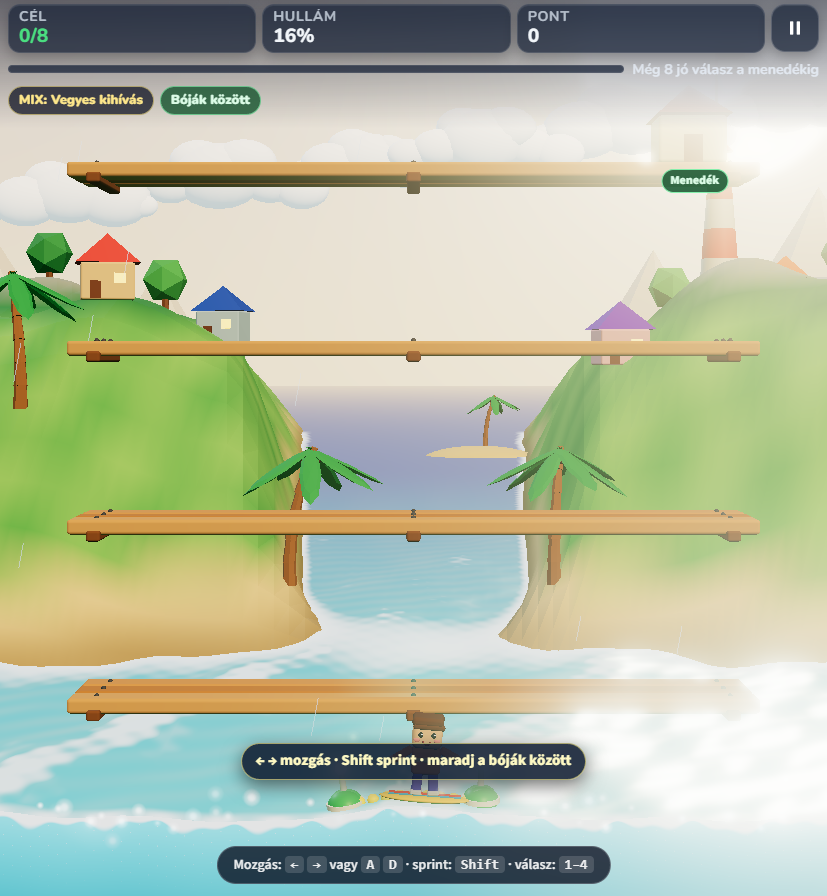 CÉL
0/8
HULLÁM
16%
PONT
0
Még 8 jó válasz a menedékig
MIX: Vegyes kihívás
Bóják között
Menedék
← → mozgás · Shift sprint · maradj a bóják között
Mozgás: ← → vagy A D · sprint: Shift · válasz: 1–4